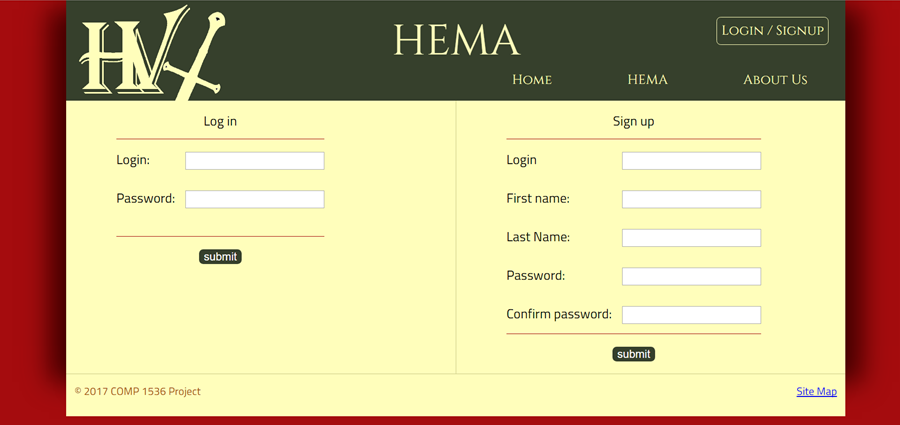 HV
HEMA
Login / Signup
Home
HEMA
About Us
Log in
Login:
Password:
submit
Sign up
Login
First name:
Last Name:
Password:
Confirm password:
submit
© 2017 COMP 1536 Project
Site Map